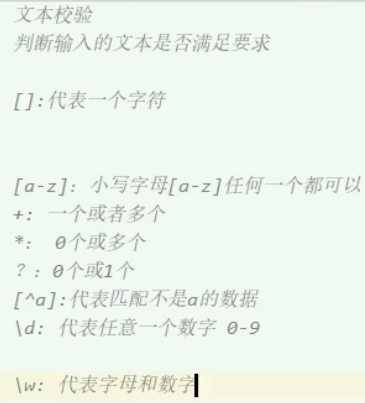 文本校验
判断输入的文本是否满足要求
[]:代表一个字符
[a-z]: 小写字母[a-z]任何一个都可以
+: 一个或者多个
*: 0个或多个
?:0个或1个
[^a]:代表匹配不是a的数据
\d: 代表任意一个数字 0-9
\w: 代表字母和数字